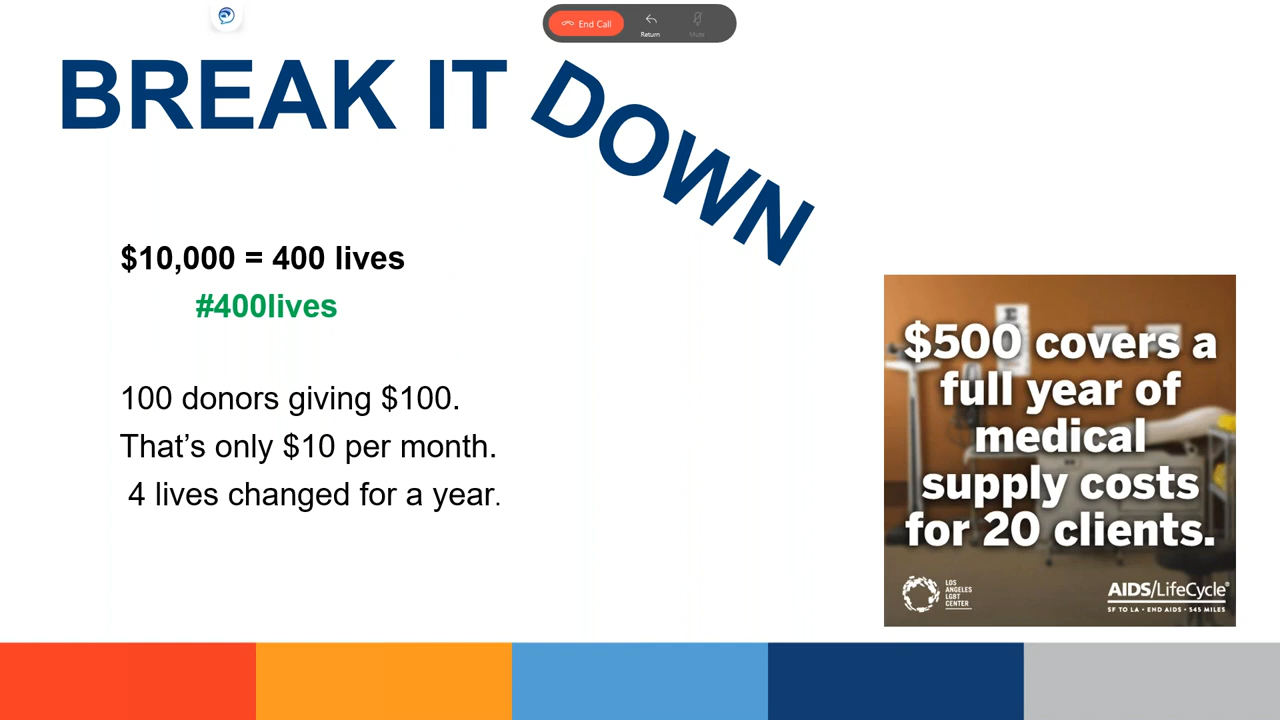 End Call
Return
Mute
BREAK IT DOWN
$10,000 = 400 lives
#400lives
100 donors giving $100.
That’s only $10 per month.
4 lives changed for a year.
$500 covers a
full year of
medical
supply costs
for 20 clients.
LOS
ANGELES
LGBT
CENTER
AIDS/LifeCycle®
SF TO LA • END AIDS • 545 MILES